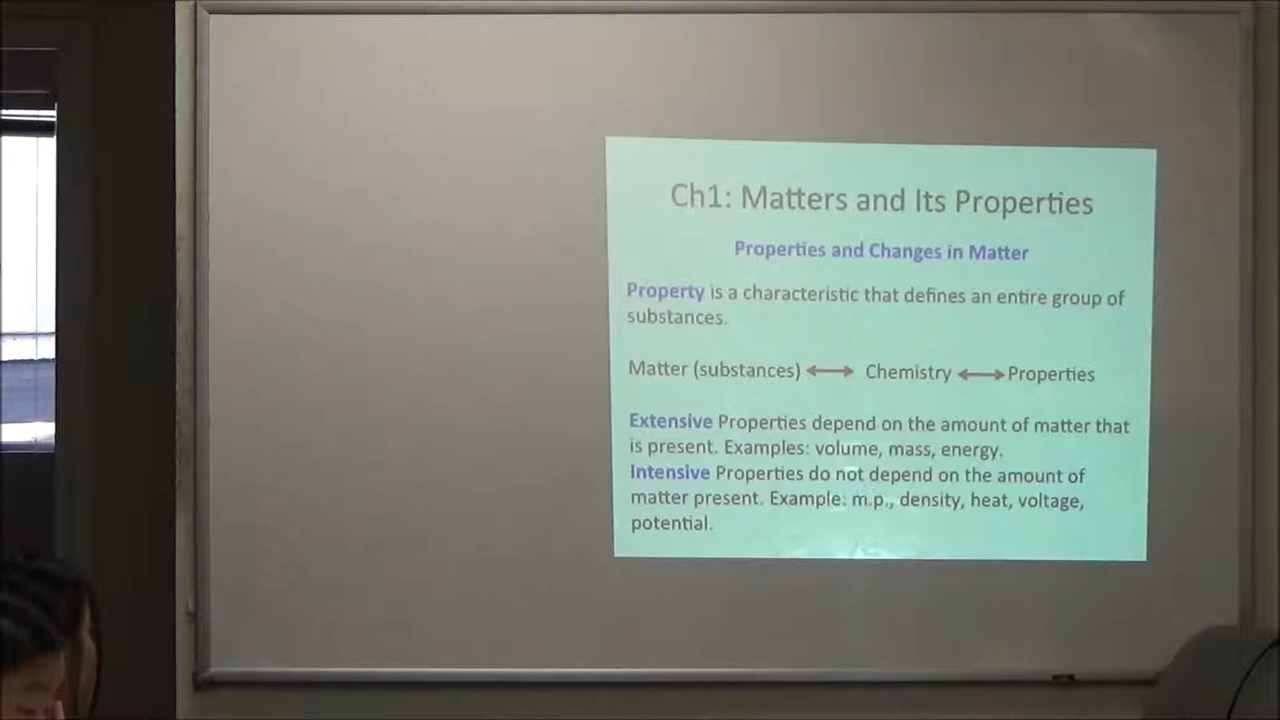 Ch1: Matters and Its Properties
Properties and Changes in Matter
Property is a characteristic that defines an entire group of
substances.
Matter (substances) ⟷ Chemistry ⟷ Properties
Extensive Properties depend on the amount of matter that
is present. Examples: volume, mass, energy.
Intensive Properties do not depend on the amount of
matter present. Example: m.p., density, heat, voltage,
potential.